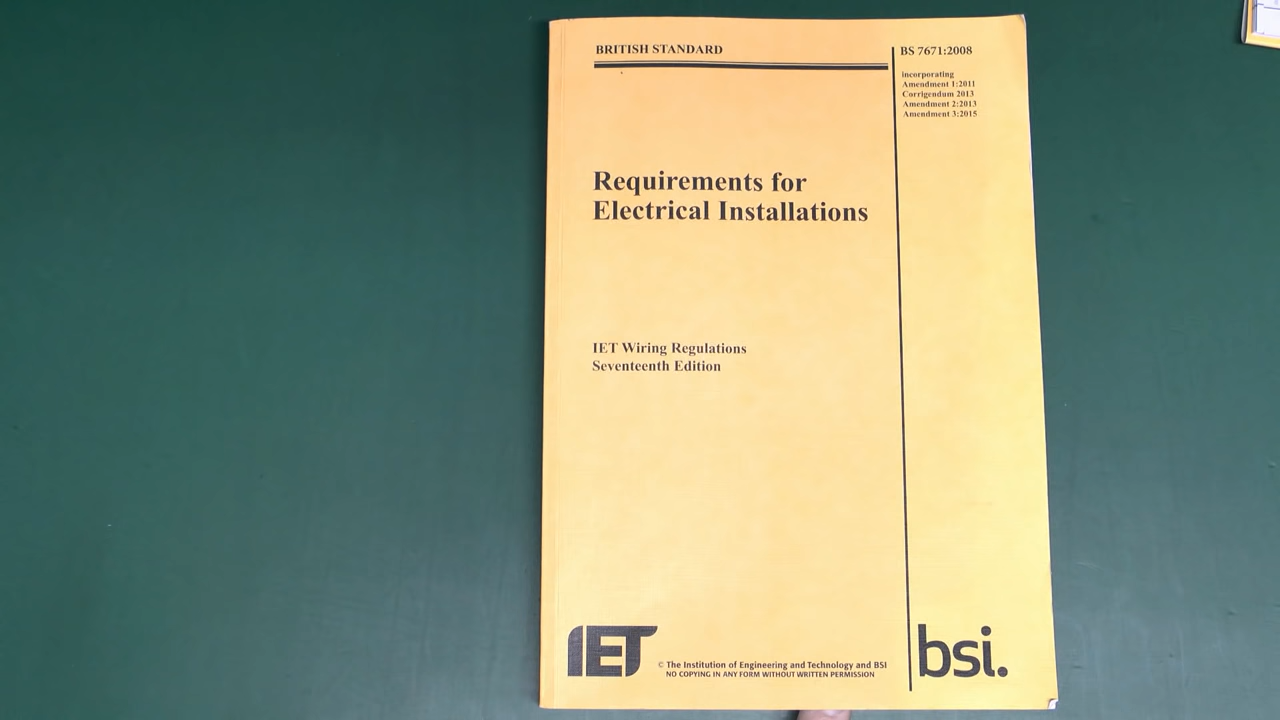 BRITISH STANDARD
BS 7671:2008
incorporating
Amendment 1:2011
Corrigendum 2013
Amendment 2:2013
Amendment 3:2015
Requirements for
Electrical Installations
IET Wiring Regulations
Seventeenth Edition
IET
© The Institution of Engineering and Technology and BSI
NO COPYING IN ANY FORM WITHOUT WRITTEN PERMISSION
bsi.